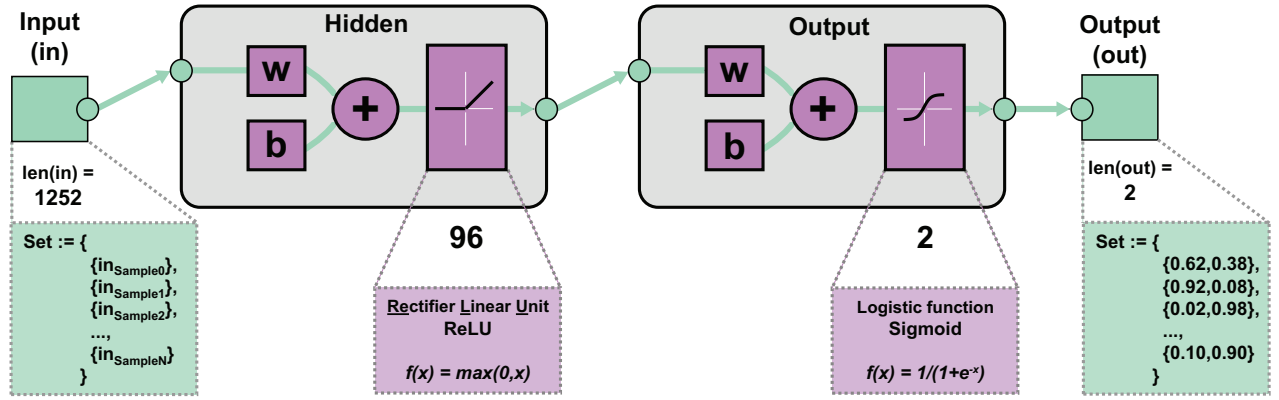 Input
(in)
len(in) =
1252
Set := {
{inSample0},
{inSample1},
{inSample2},
...,
{inSampleN}
}
Hidden
w
b
+
96
Rectifier Linear Unit
ReLU
f(x) = max(0,x)
Output
w
b
+
2
Logistic function
Sigmoid
f(x) = 1/(1+e-x)
Output
(out)
len(out) =
2
Set := {
{0.62,0.38},
{0.92,0.08},
{0.02,0.98},
...,
{0.10,0.90}
}